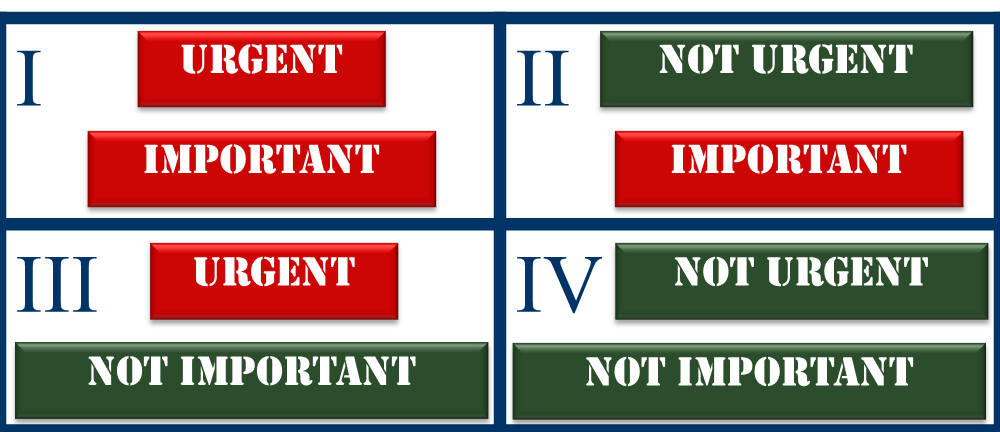 I
URGENT
IMPORTANT
II
NOT URGENT
IMPORTANT
III
URGENT
NOT IMPORTANT
IV
NOT URGENT
NOT IMPORTANT